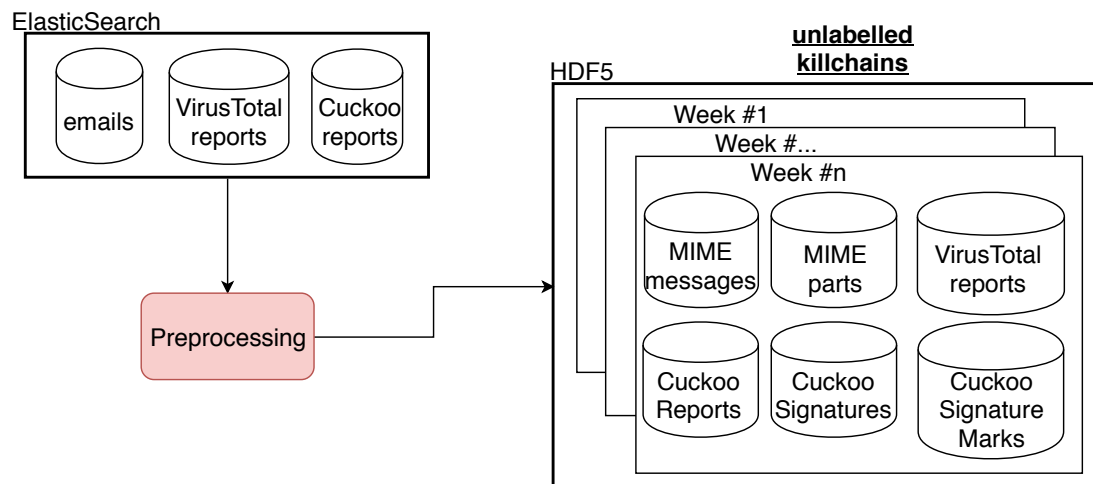 ElasticSearch
emails
VirusTotal
reports
Cuckoo
reports
Preprocessing
unlabelled
killchains
HDF5
Week #1
Week #...
Week #n
MIME
messages
MIME
parts
VirusTotal
reports
Cuckoo
Reports
Cuckoo
Signatures
Cuckoo
Signature
Marks